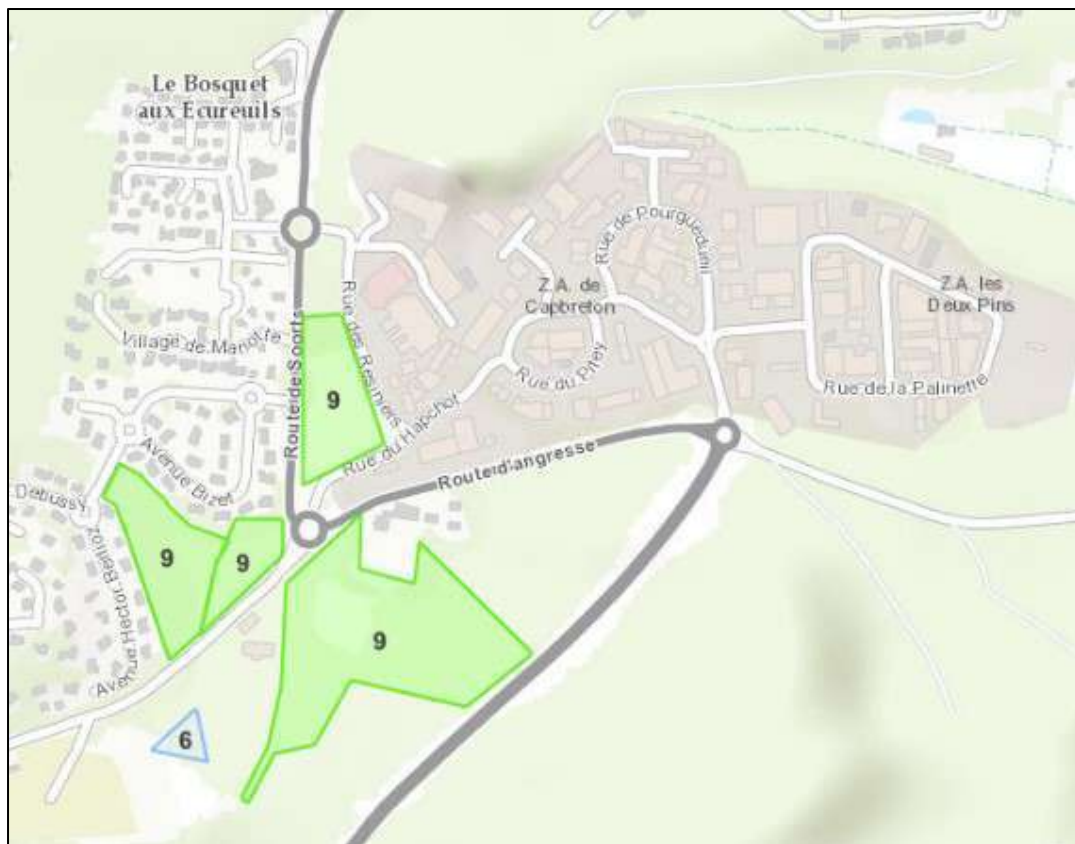 Le Bosquet
aux Ecureuils
Rue de Pourguedumi
Z.A. de
Capbreton
Z.A. les
Deux Pins
Rue des Résiniers
Village de Manoffe
Route de Soorts
Rue du Pitey
Rue de la Palinette
9
Rue du Hapchot
Avenue Bizet
Route d'angresse
Debussy
9
9
Avenue Hector Berlioz
9
6